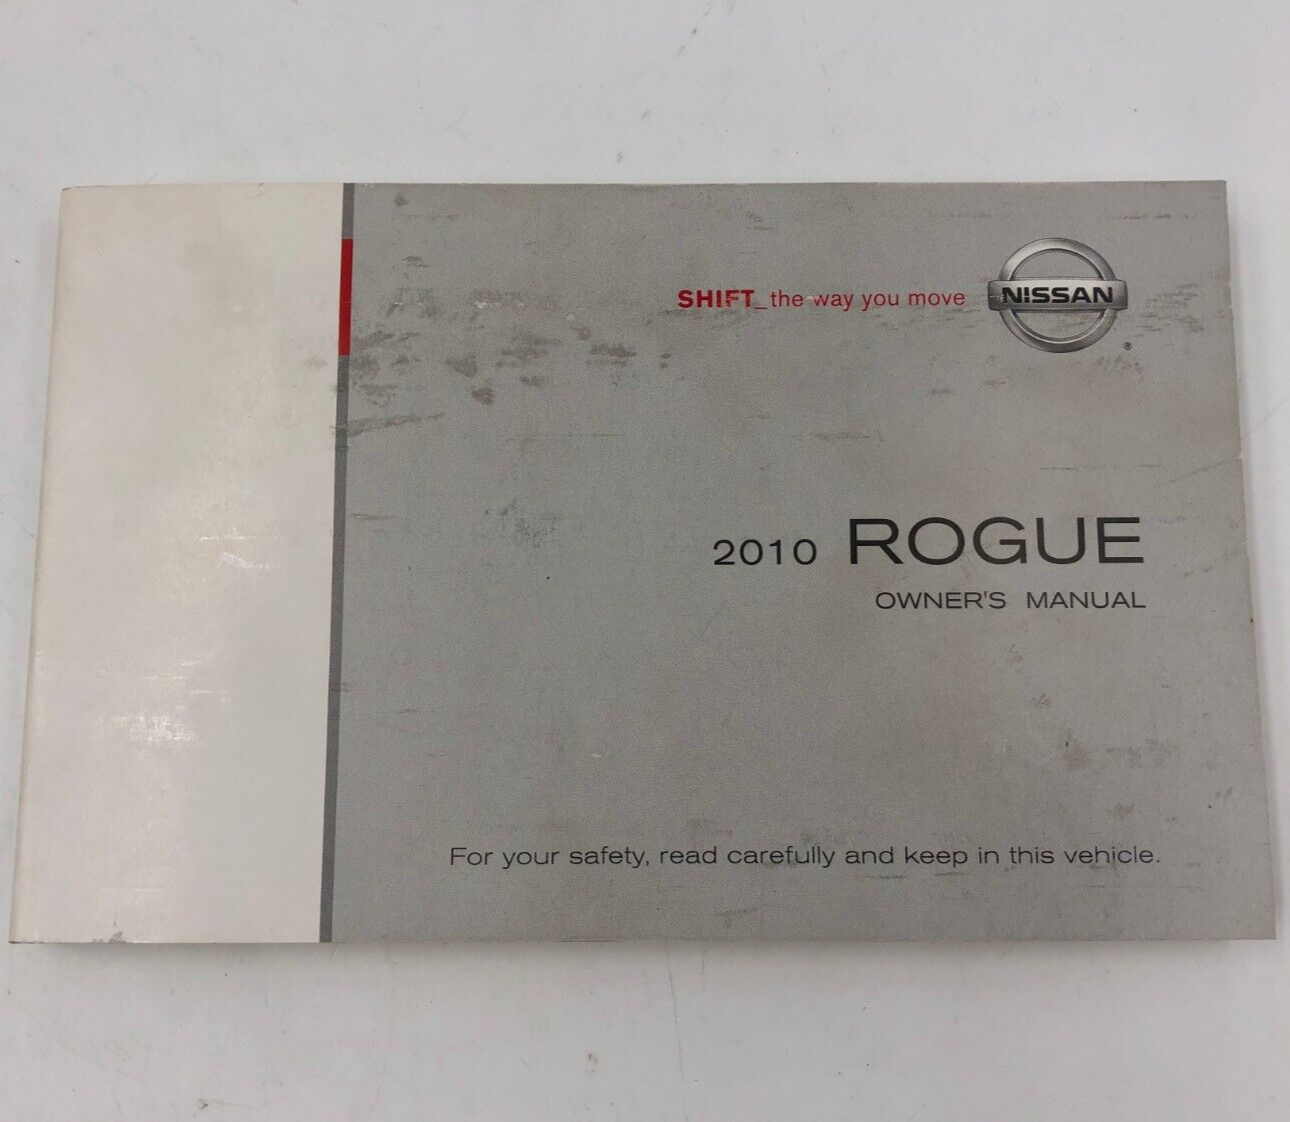 SHIFT_the way you move
NISSAN
®
2010 ROGUE
OWNER'S MANUAL
For your safety, read carefully and keep in this vehicle.